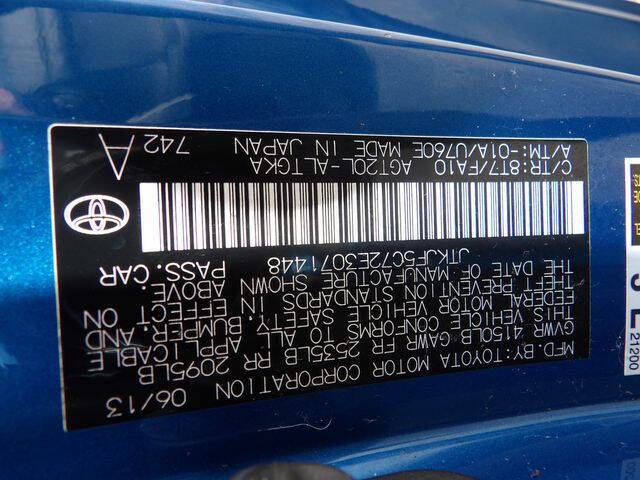 MFD.BY:TOYOTA MOTOR CORPORATION 06/13
GVWR 4150LB GAWR FR 2535LB RR 2095LB
THIS VEHICLE CONFORMS TO ALL APPLICABLE
FEDERAL MOTOR VEHICLE SAFETY, BUMPER, AND
THEFT PREVENTION STANDARDS IN EFFECT ON
THE DATE OF MANUFACTURE SHOWN ABOVE.
JTKJF5C72E3071448 PASS.CAR
C/TR:8T7/FA10 AGT20L-ALTGKA
A/TM:-01A/U760E MADE IN JAPAN
742
A
21200